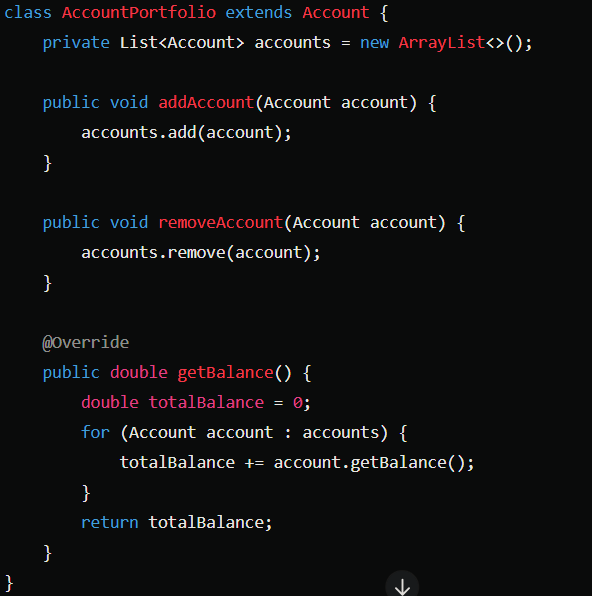 class AccountPortfolio extends Account {
    private List<Account> accounts = new ArrayList<>();

    public void addAccount(Account account) {
        accounts.add(account);
    }

    public void removeAccount(Account account) {
        accounts.remove(account);
    }

    @Override
    public double getBalance() {
        double totalBalance = 0;
        for (Account account : accounts) {
            totalBalance += account.getBalance();
        }
        return totalBalance;
    }
}